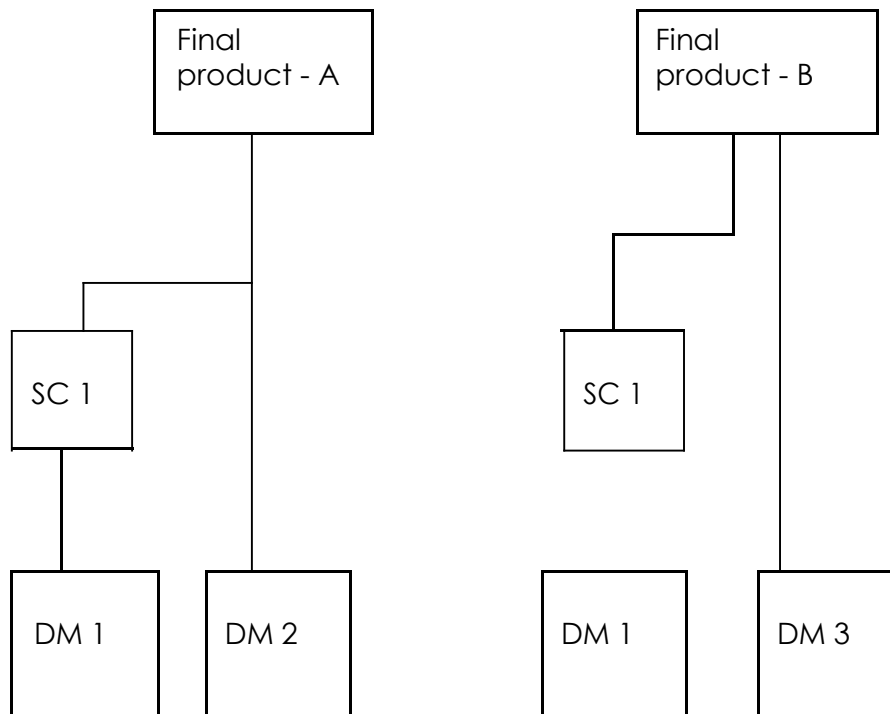 Final
product - A
Final
product - B
SC 1
SC 1
DM 1
DM 2
DM 1
DM 3